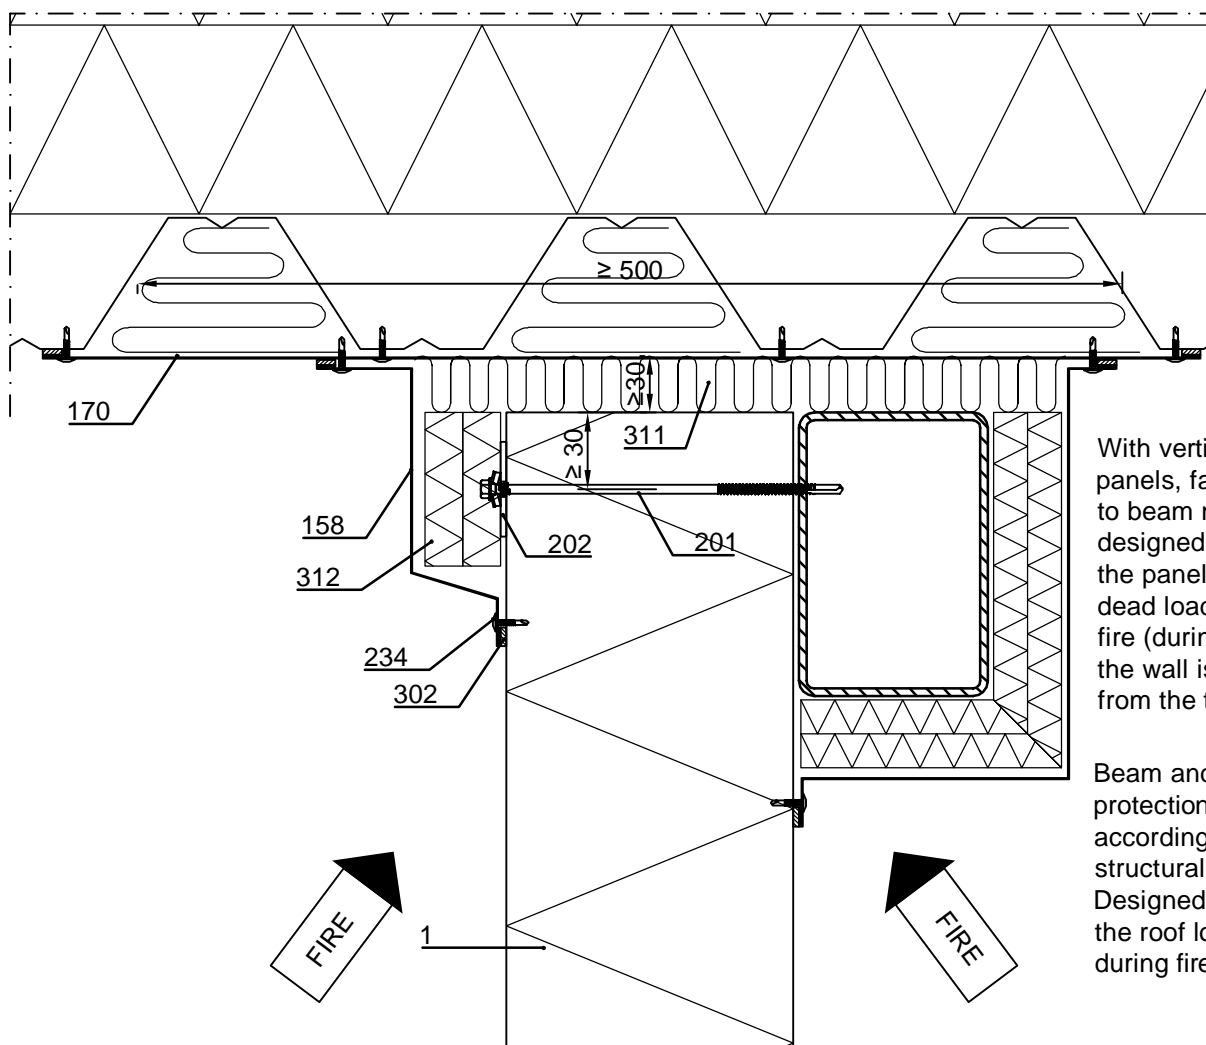 ≥ 500
170
≥30
311
≥ 30
158
202
201
312
234
302
1
FIRE
FIRE
With verti
panels, fa
to beam
designed
the panel
dead load
fire (durin
the wall is
from the
Beam and
protection
according
structural
Designed
the roof lo
during fire